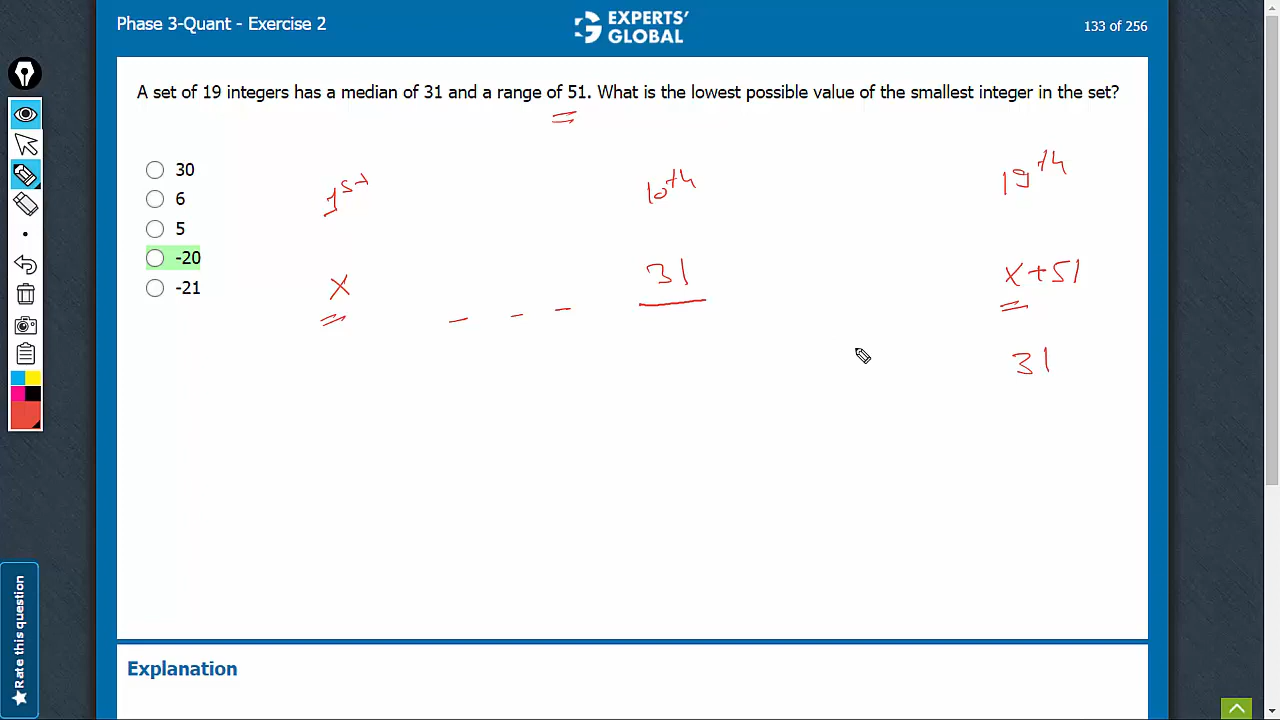 Phase 3-Quant - Exercise 2
EXPERTS'
GLOBAL
133 of 256
A set of 19 integers has a median of 31 and a range of 51. What is the lowest possible value of the smallest integer in the set?
30
6
5
-20
-21
1st 10th 19th
x - - - 31 x+51
31
Explanation
Rate this question